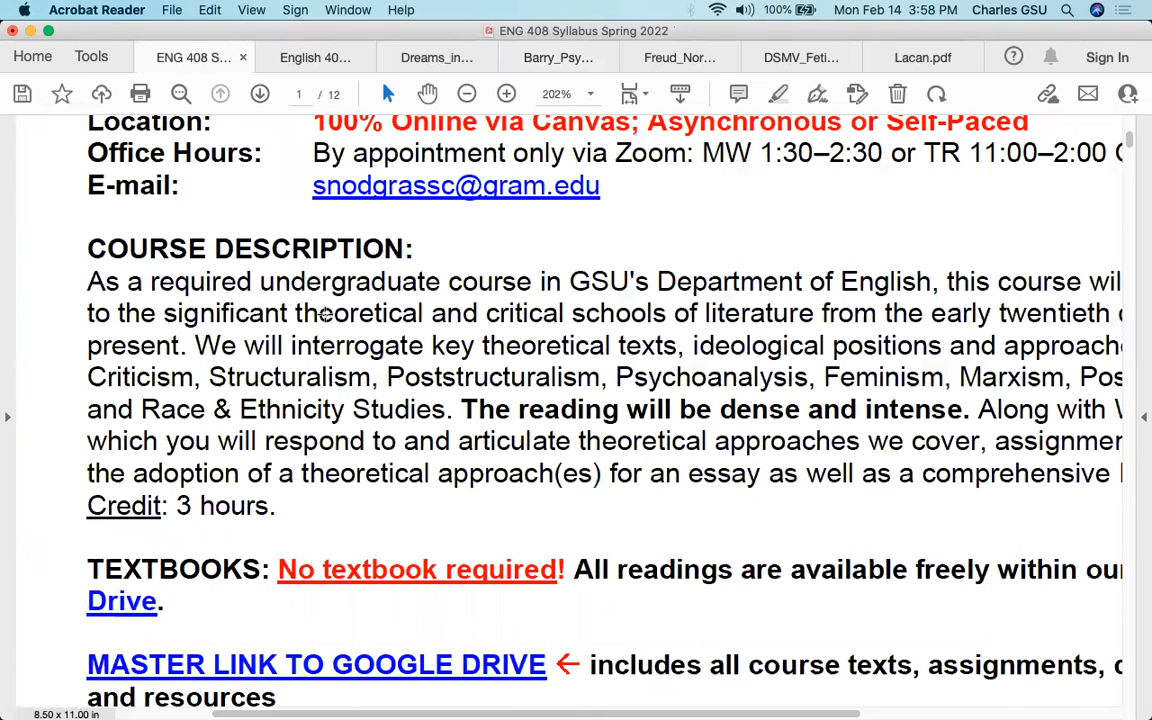 Acrobat Reader File Edit View Sign Window Help 100% Mon Feb 14 3:58 PM Charles GSU
ENG 408 Syllabus Spring 2022
Home Tools ENG 408 S... × English 40... Dreams_in... Barry_Psy... Freud_Nor... DSMV_Feti... Lacan.pdf Sign In
1 / 12 202%
Location: 100% Online via Canvas; Asynchronous or Self-Paced
Office Hours: By appointment only via Zoom: MW 1:30–2:30 or TR 11:00–2:00
E-mail: snodgrassc@gram.edu
COURSE DESCRIPTION:
As a required undergraduate course in GSU's Department of English, this course wil
to the significant theoretical and critical schools of literature from the early twentieth
present. We will interrogate key theoretical texts, ideological positions and approach
Criticism, Structuralism, Poststructuralism, Psychoanalysis, Feminism, Marxism, Pos
and Race & Ethnicity Studies. The reading will be dense and intense. Along with
which you will respond to and articulate theoretical approaches we cover, assignmer
the adoption of a theoretical approach(es) for an essay as well as a comprehensive
Credit: 3 hours.
TEXTBOOKS: No textbook required! All readings are available freely within ou
Drive.
MASTER LINK TO GOOGLE DRIVE ← includes all course texts, assignments,
and resources
8.50 x 11.00 in